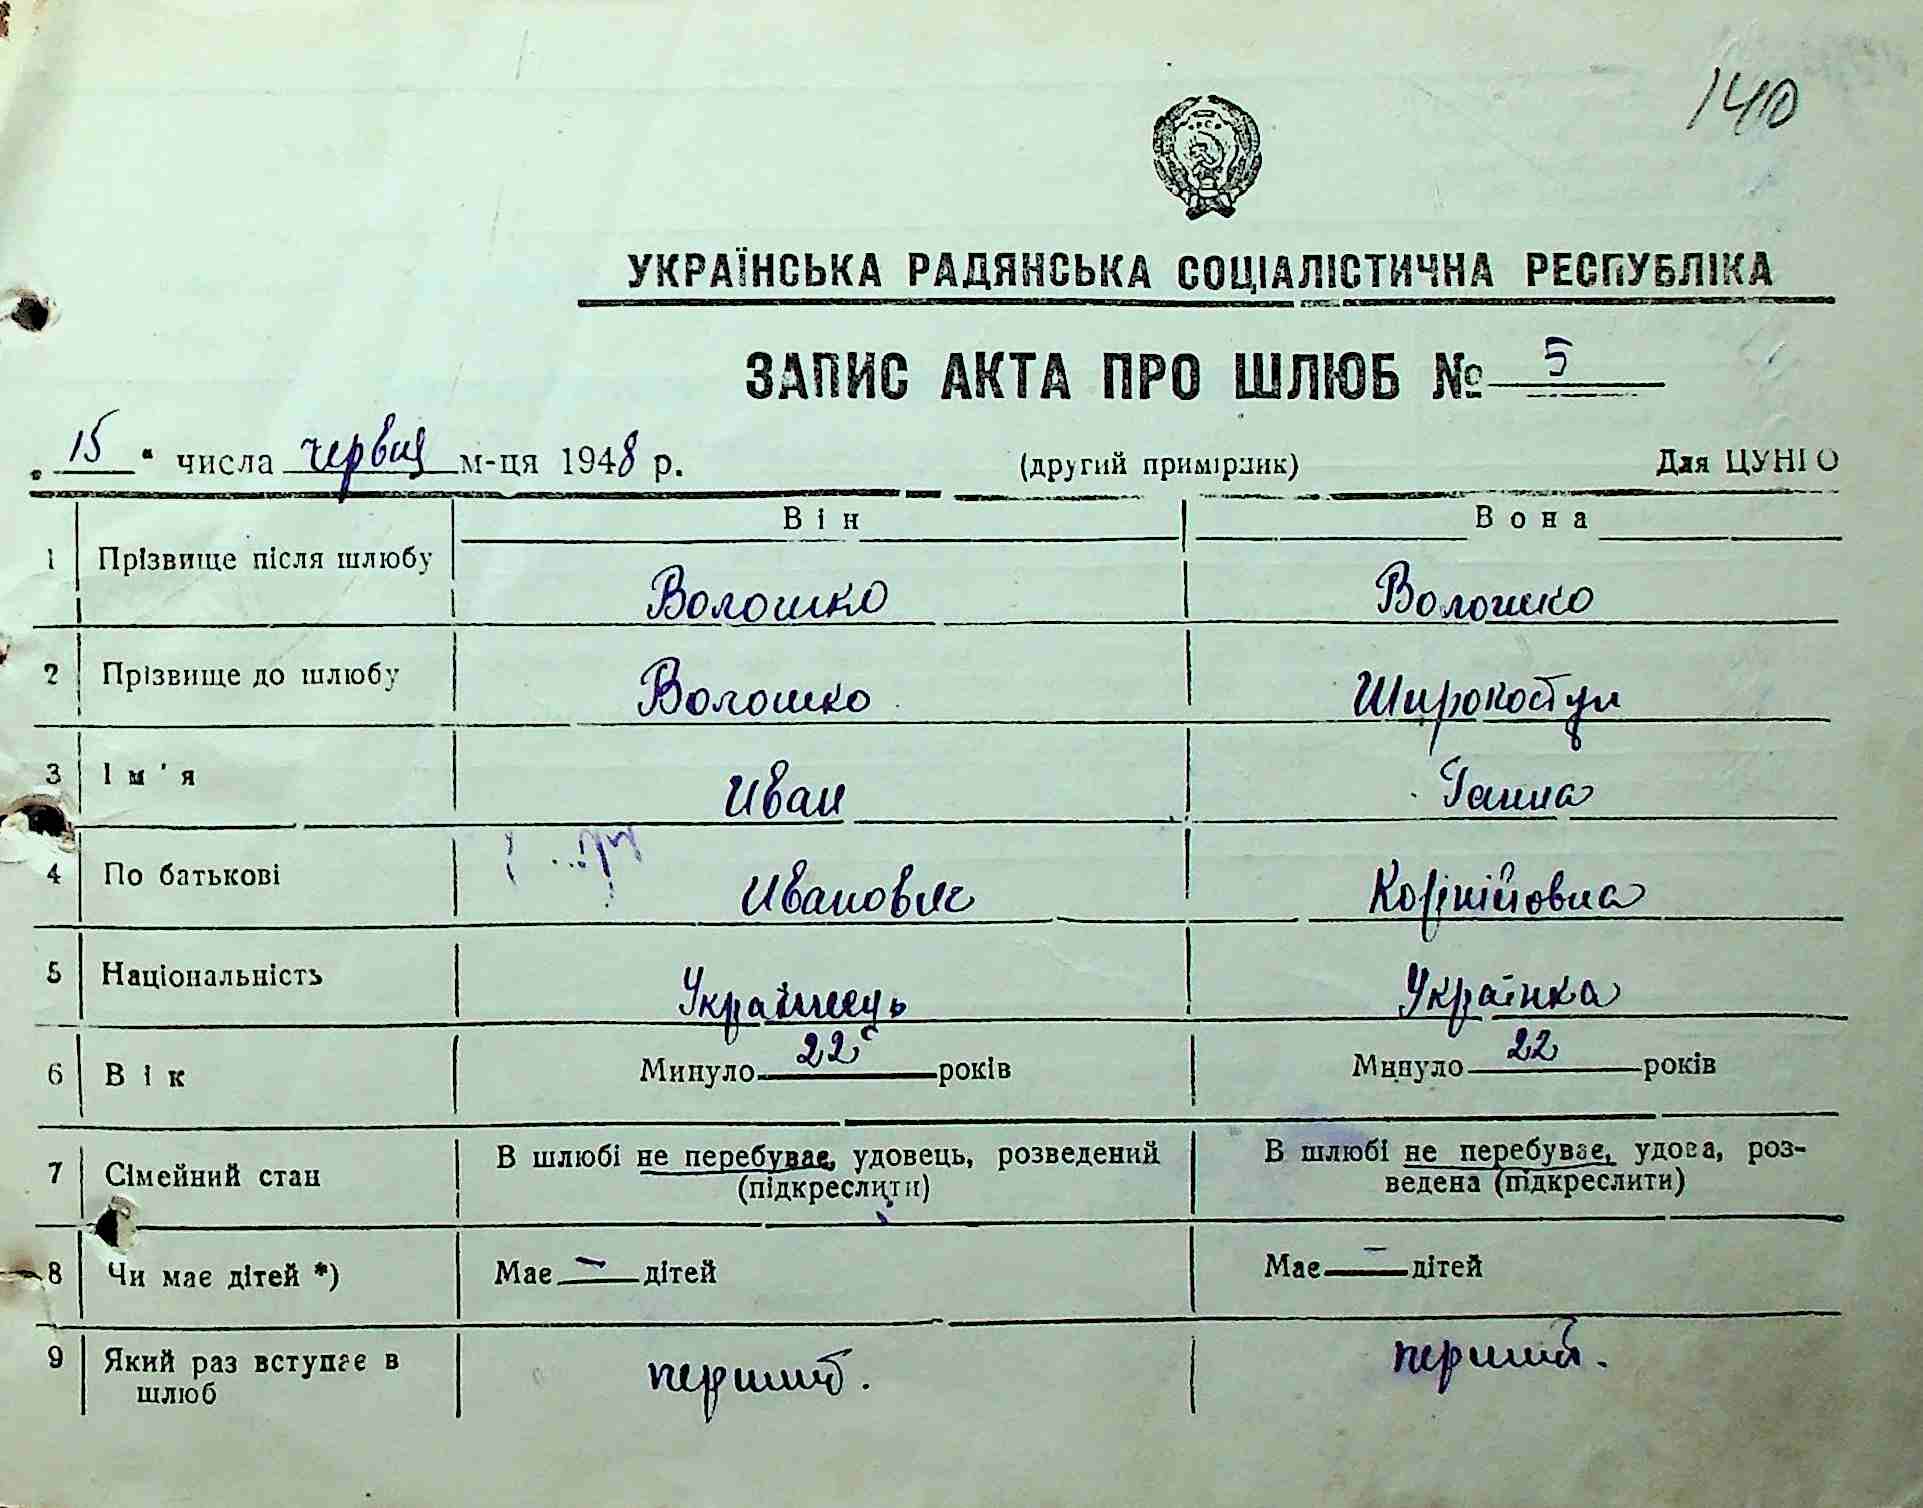 140
УКРАЇНСЬКА РАДЯНСЬКА СОЦІАЛІСТИЧНА РЕСПУБЛІКА
ЗАПИС АКТА ПРО ШЛЮБ № 5
„15“ числа червня м-ця 1948 р. (другий примірник) Для ЦУНГО
Він Вона
1 Прізвище після шлюбу Волошко Волошко
2 Прізвище до шлюбу Волошко Широкоступ
3 Ім'я Иван Ганна
4 По батькові Иванович Корнійовна
5 Національність Українець Українка
6 Вік Минуло 22 років Минуло 22 років
7 Сімейний стан В шлюбі не перебуває, удовець, розведений (підкреслити) В шлюбі не перебуває, удова, роз-
ведена (підкреслити)
8 Чи має дітей *) Має — дітей Має — дітей
9 Який раз вступає в шлюб перший. перший.